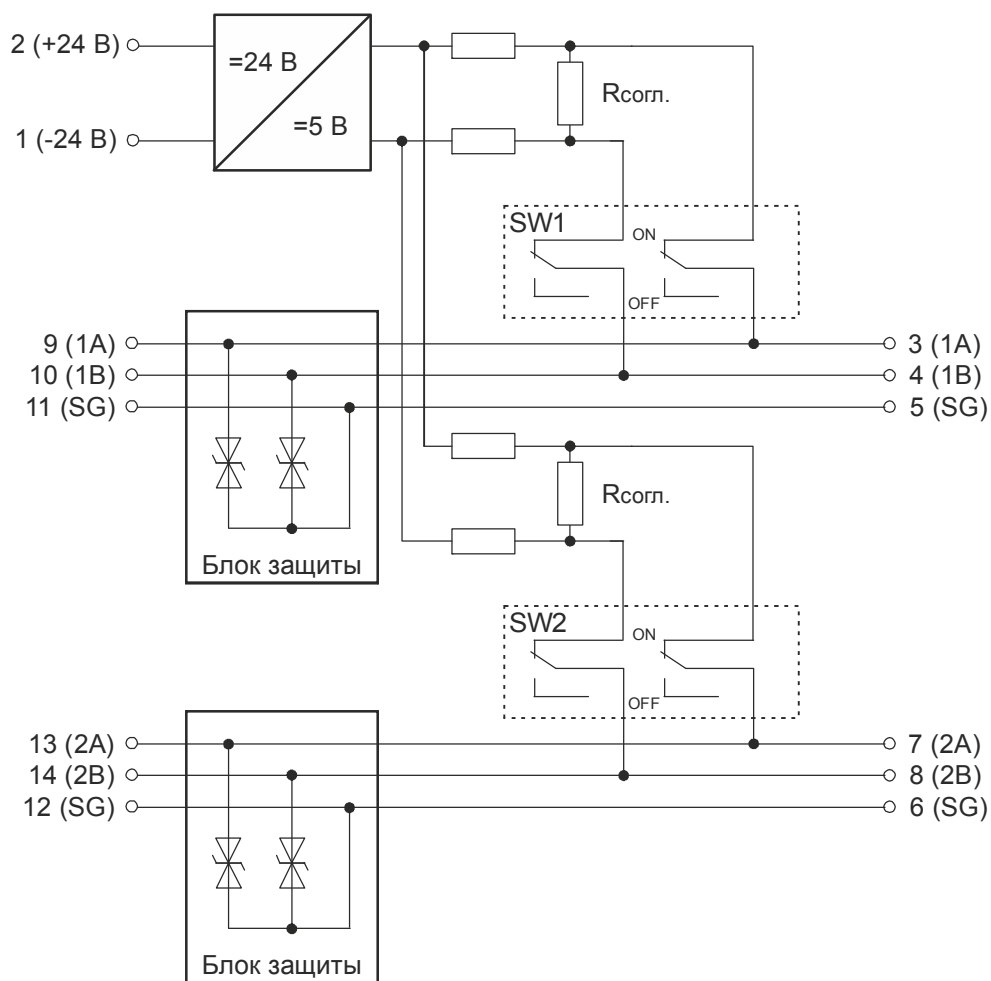 2 (+24 В)
=24 В
=5 В
1 (-24 В)
Rсогл.
SW1
ON
OFF
9 (1A)
3 (1A)
10 (1B)
4 (1B)
11 (SG)
5 (SG)
Rсогл.
Блок защиты
SW2
ON
OFF
13 (2A)
7 (2A)
14 (2B)
8 (2B)
12 (SG)
6 (SG)
Блок защиты